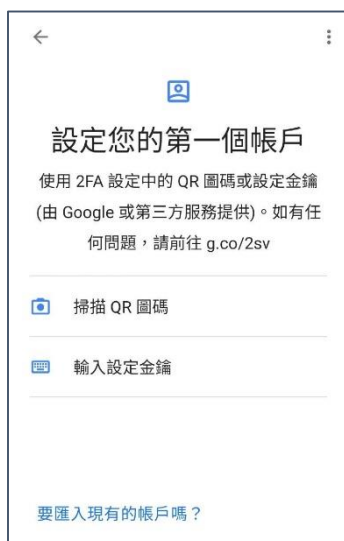 設定您的第一個帳戶
使用 2FA 設定中的 QR 圖碼或設定金鑰
(由 Google 或第三方服務提供)。如有任
何問題，請前往 g.co/2sv
掃描 QR 圖碼
輸入設定金鑰
要匯入現有的帳戶嗎？